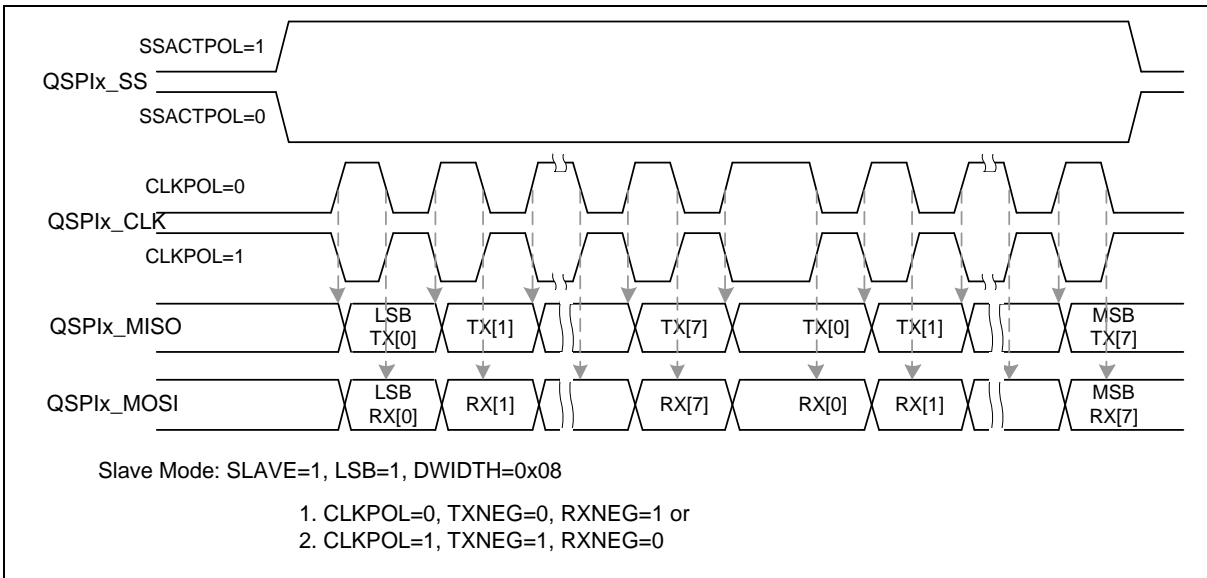 SSACTPOL=1
QSPIx_SS
SSACTPOL=0
CLKPOL=0
QSPIx_CLK
CLKPOL=1
QSPIx_MISO
LSB
TX[0]
TX[1]
TX[7]
TX[0]
TX[1]
MSB
TX[7]
QSPIx_MOSI
LSB
RX[0]
RX[1]
RX[7]
RX[0]
RX[1]
MSB
RX[7]
Slave Mode: SLAVE=1, LSB=1, DWIDTH=0x08
1. CLKPOL=0, TXNEG=0, RXNEG=1 or
2. CLKPOL=1, TXNEG=1, RXNEG=0